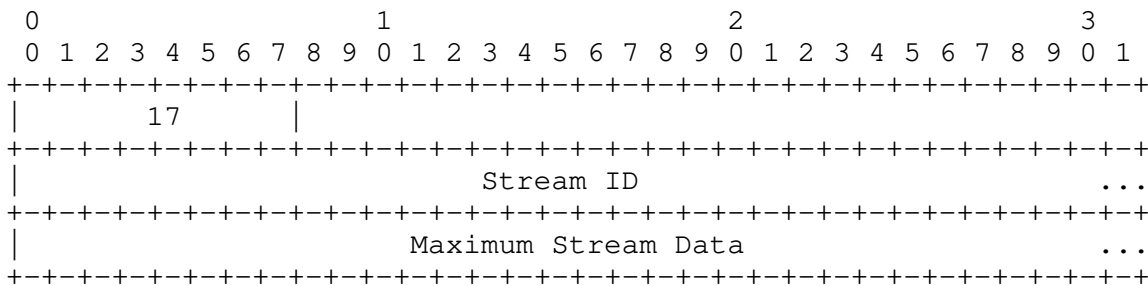 0                   1                   2                   3
0 1 2 3 4 5 6 7 8 9 0 1 2 3 4 5 6 7 8 9 0 1 2 3 4 5 6 7 8 9 0 1
+-+-+-+-+-+-+-+-+-+-+-+-+-+-+-+-+-+-+-+-+-+-+-+-+-+-+-+-+-+-+-+-+
|       17      |
+-+-+-+-+-+-+-+-+-+-+-+-+-+-+-+-+-+-+-+-+-+-+-+-+-+-+-+-+-+-+-+-+
|                         Stream ID                          ...
+-+-+-+-+-+-+-+-+-+-+-+-+-+-+-+-+-+-+-+-+-+-+-+-+-+-+-+-+-+-+-+-+
|                     Maximum Stream Data                    ...
+-+-+-+-+-+-+-+-+-+-+-+-+-+-+-+-+-+-+-+-+-+-+-+-+-+-+-+-+-+-+-+-+